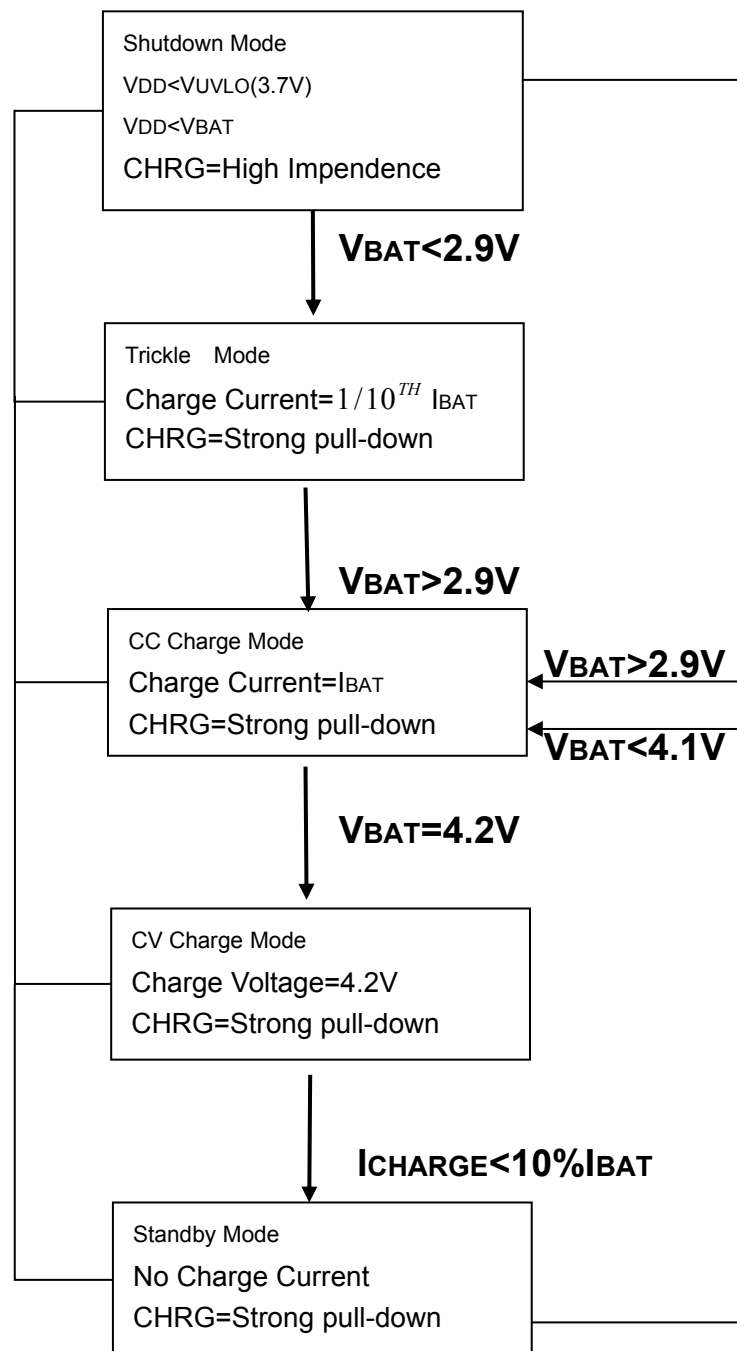 Shutdown Mode
VDD<VUVLO(3.7V)
VDD<VBAT
CHRG=High Impendence
VBAT<2.9V
Trickle Mode
Charge Current=1/10^TH IBAT
CHRG=Strong pull-down
VBAT>2.9V
CC Charge Mode
Charge Current=IBAT
CHRG=Strong pull-down
VBAT>2.9V
VBAT<4.1V
VBAT=4.2V
CV Charge Mode
Charge Voltage=4.2V
CHRG=Strong pull-down
ICHARGE<10%IBAT
Standby Mode
No Charge Current
CHRG=Strong pull-down